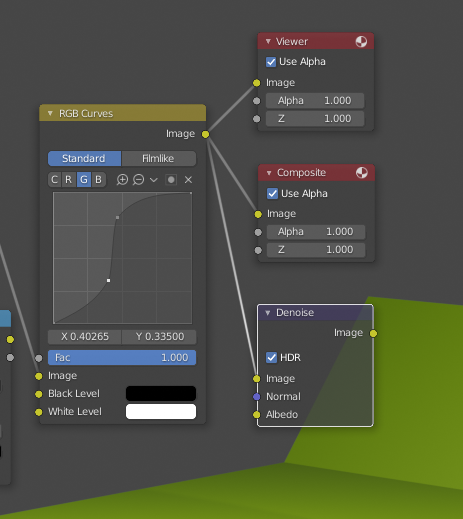 Viewer
Use Alpha
Image
Alpha 1.000
Z 1.000
RGB Curves
Image
Standard Filmlike
C R G B
X 0.40265 Y 0.33500
Fac 1.000
Image
Black Level
White Level
Composite
Use Alpha
Image
Alpha 1.000
Z 1.000
Denoise
Image
HDR
Image
Normal
Albedo